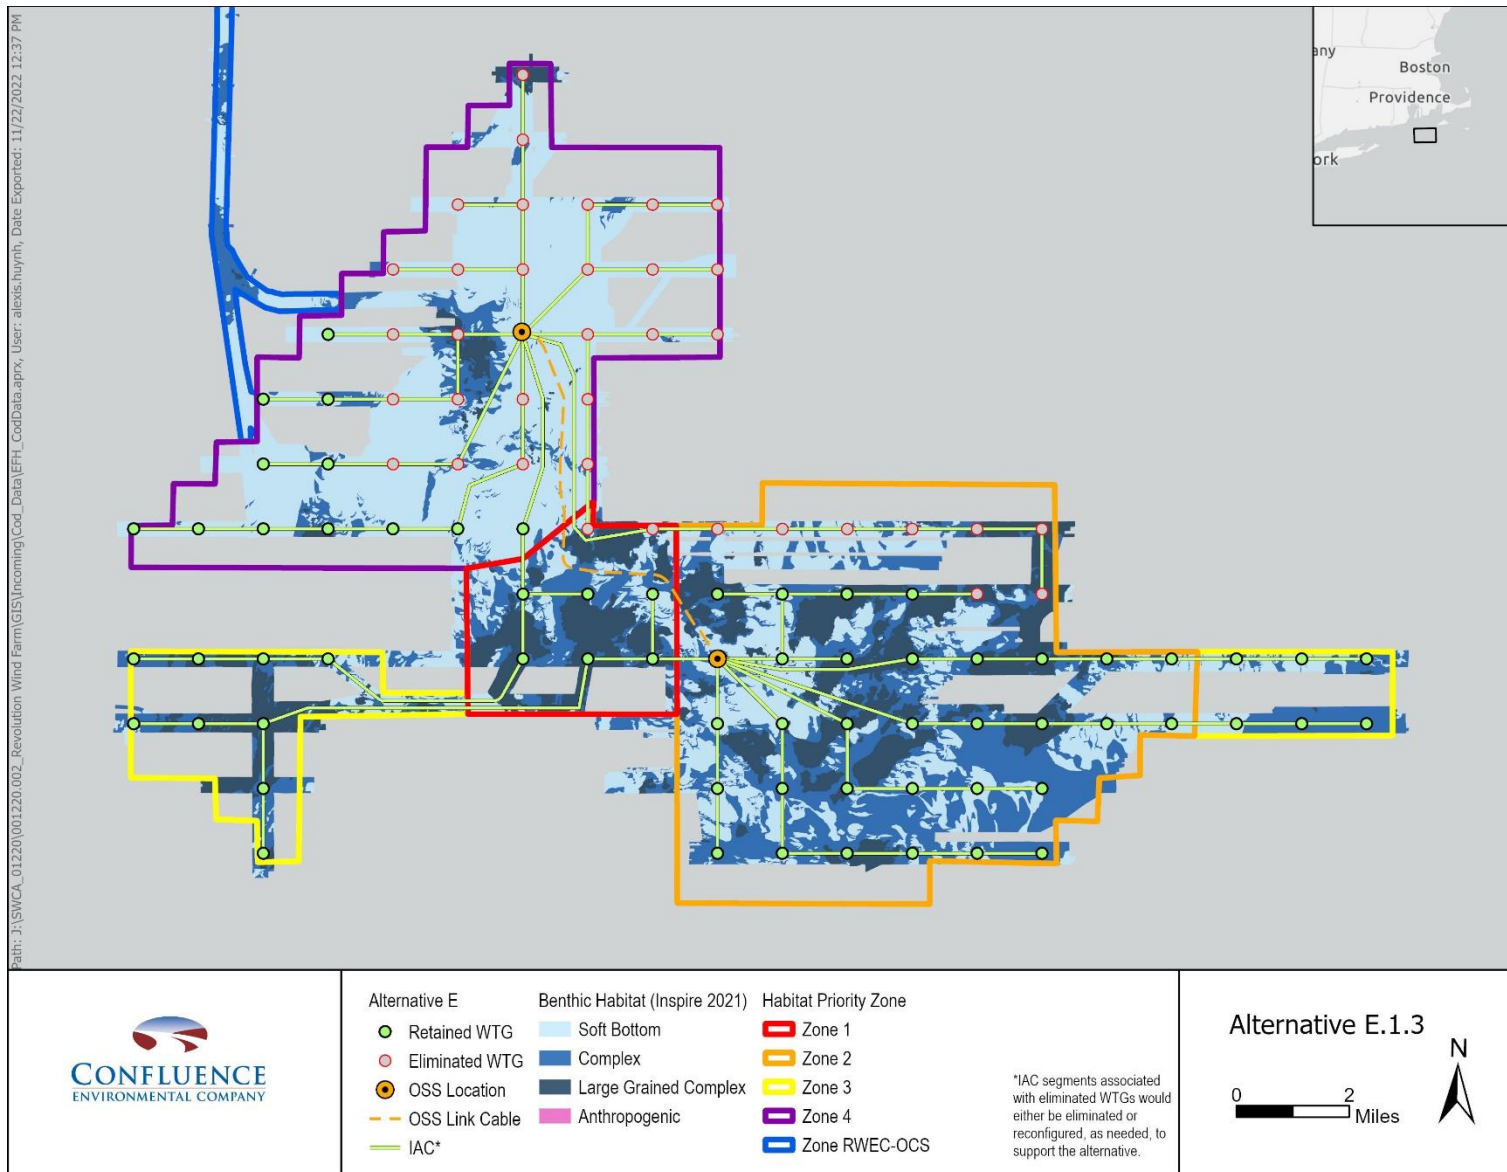 Path: J:\SWCA_01220\001220.002_Revolution Wind Farm\GIS\Incoming\Cod_Data\EFH_CodData.aprx, User: alexis.huynh, Date Exported: 11/22/2022 12:37 PM
any
Boston
Providence
ork
CONFLUENCE
ENVIRONMENTAL COMPANY
Alternative E
Retained WTG
Eliminated WTG
OSS Location
OSS Link Cable
IAC*
Benthic Habitat (Inspire 2021)
Soft Bottom
Complex
Large Grained Complex
Anthropogenic
Habitat Priority Zone
Zone 1
Zone 2
Zone 3
Zone 4
Zone RWEC-OCS
*IAC segments associated
with eliminated WTGs would
either be eliminated or
reconfigured, as needed, to
support the alternative.
Alternative E.1.3
0 2
Miles
N